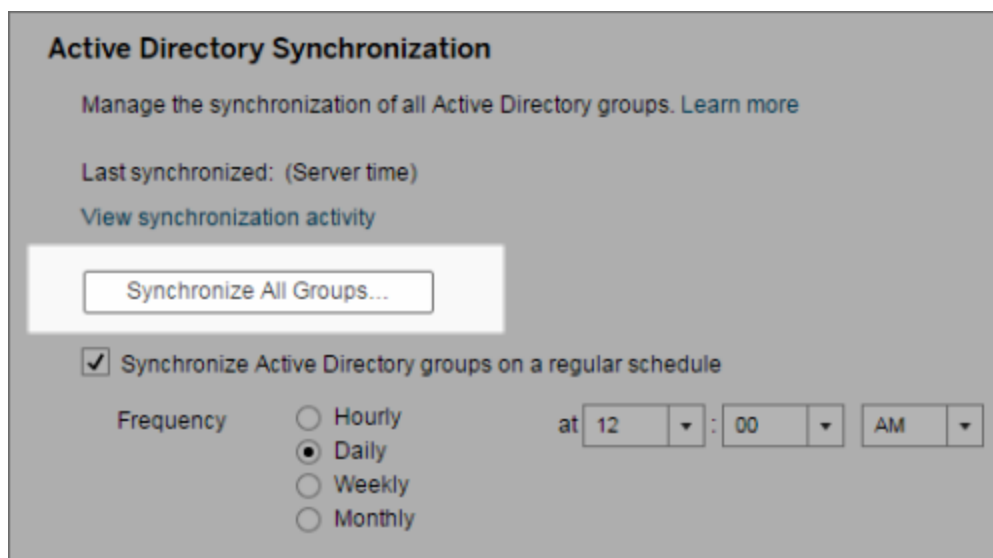 Active Directory Synchronization
Manage the synchronization of all Active Directory groups. Learn more
Last synchronized: (Server time)
View synchronization activity
Synchronize All Groups...
Synchronize Active Directory groups on a regular schedule
Frequency Hourly at 12 : 00 AM
Daily
Weekly
Monthly